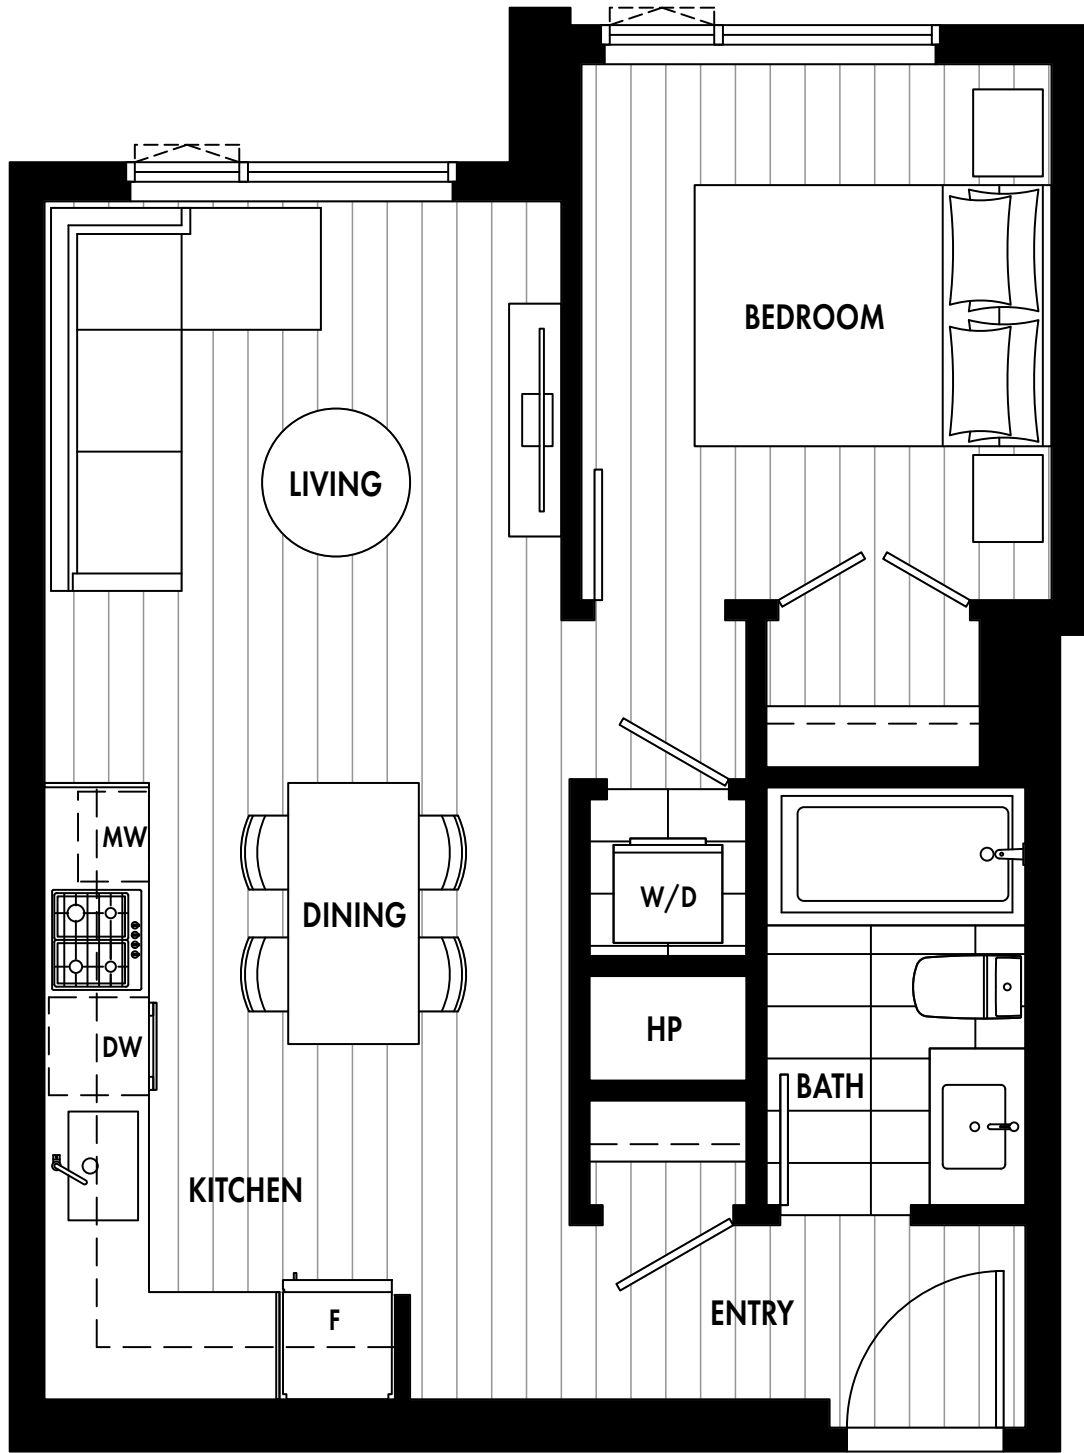 BEDROOM
LIVING
MW
W/D
DINING
HP
DW
BATH
KITCHEN
ENTRY
F